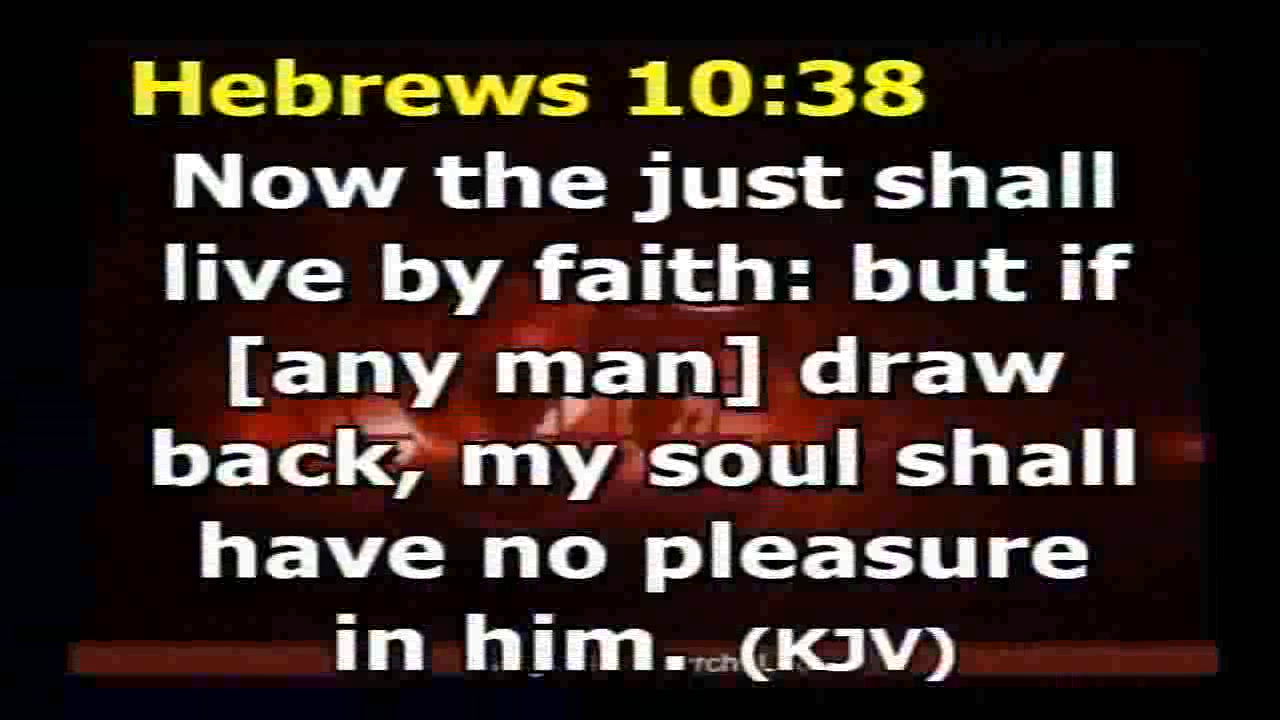 Hebrews 10:38
Now the just shall
live by faith: but if
[any man] draw
back, my soul shall
have no pleasure
in him. (KJV)